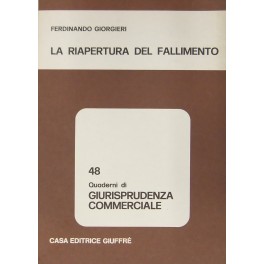 FERDINANDO GIORGIERI
LA RIAPERTURA DEL FALLIMENTO
48
Quaderni di
GIURISPRUDENZA
COMMERCIALE
CASA EDITRICE GIUFFRÈ